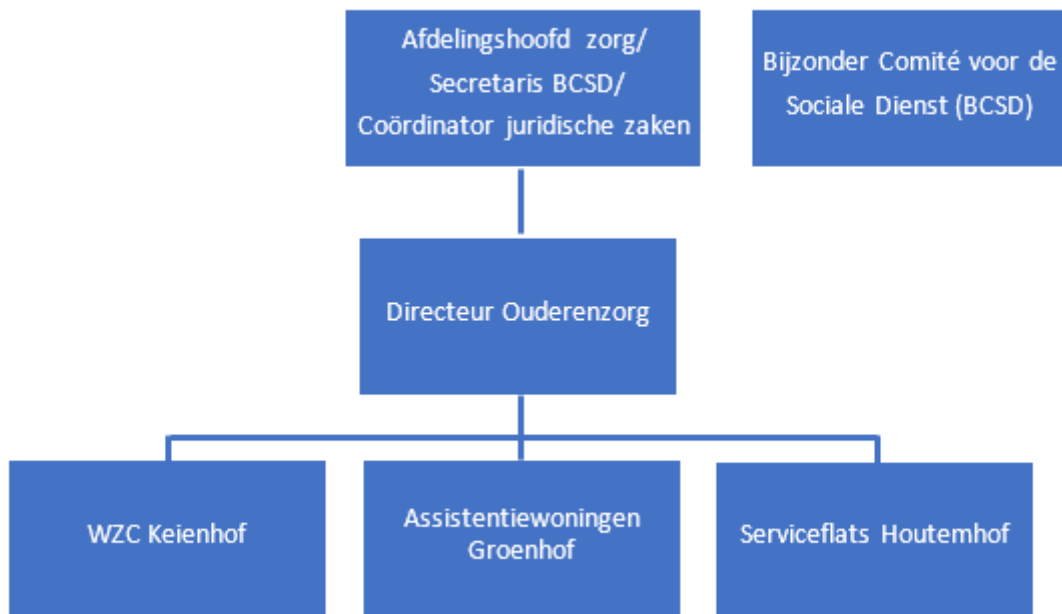 Afdelingshoofd zorg/
Secretaris BCSD/
Coördinator juridische zaken
Bijzonder Comité voor de
Sociale Dienst (BCSD)
Directeur Ouderenzorg
WZC Keienhof
Assistentiewoningen
Groenhof
Serviceflats Houtemhof